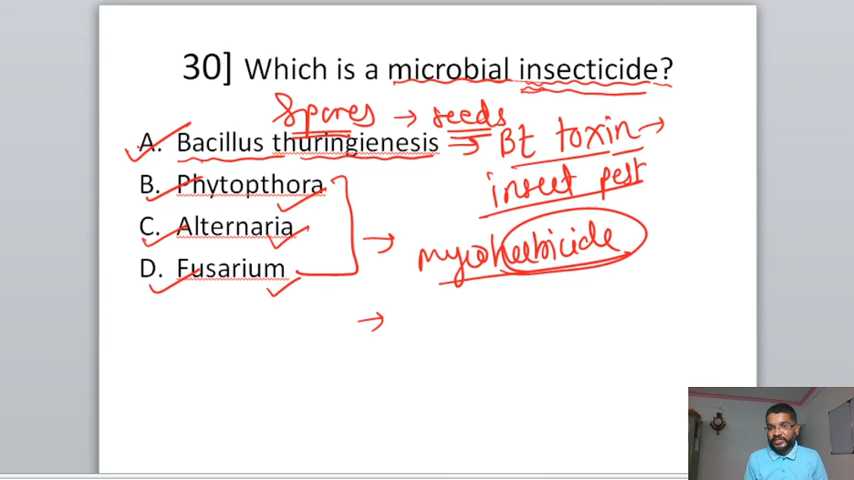 30] Which is a microbial insecticide?
Spores → seeds
A. Bacillus thuringienesis ⇒ Bt toxin →
insect pest
B. Phytopthora
C. Alternaria
→ mycoherbicide
D. Fusarium
→